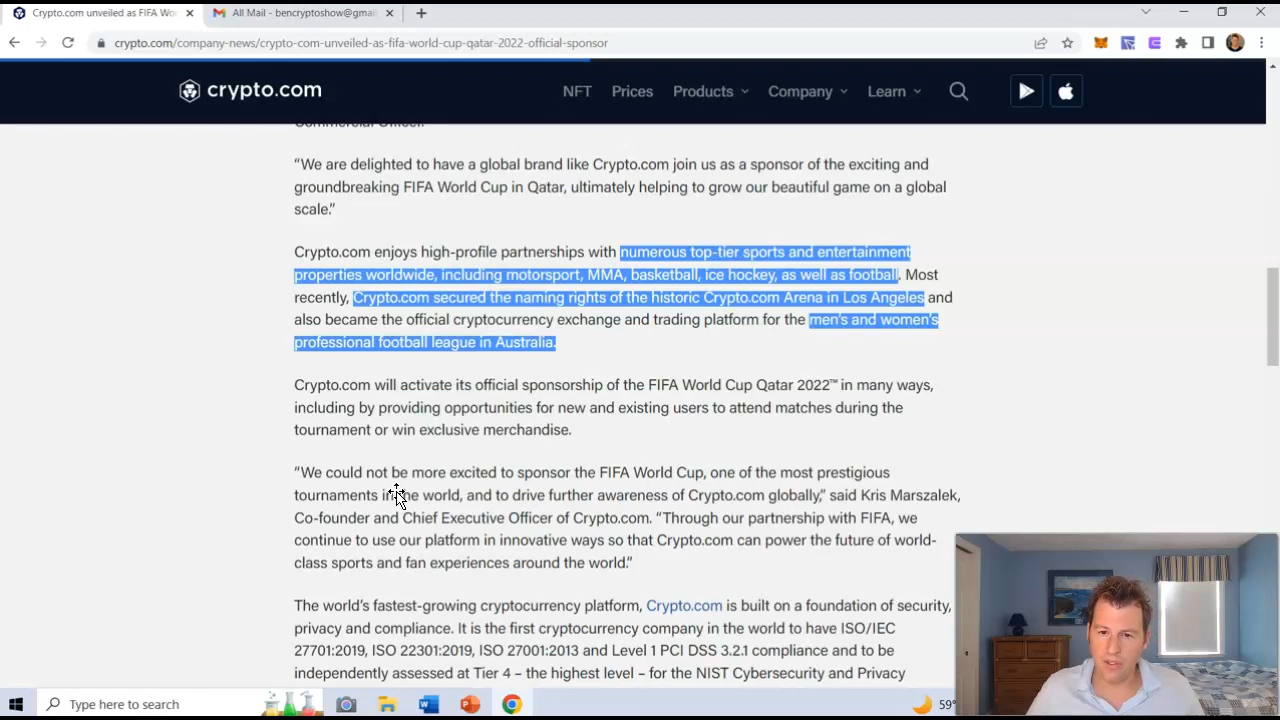 Crypto.com unveiled as FIFA Wo
All Mail - bencryptoshow@gmai
crypto.com/company-news/crypto-com-unveiled-as-fifa-world-cup-qatar-2022-official-sponsor
crypto.com
NFT Prices Products Company Learn
Commercial Officer.
“We are delighted to have a global brand like Crypto.com join us as a sponsor of the exciting and
groundbreaking FIFA World Cup in Qatar, ultimately helping to grow our beautiful game on a global
scale.”
Crypto.com enjoys high-profile partnerships with numerous top-tier sports and entertainment
properties worldwide, including motorsport, MMA, basketball, ice hockey, as well as football. Most
recently, Crypto.com secured the naming rights of the historic Crypto.com Arena in Los Angeles and
also became the official cryptocurrency exchange and trading platform for the men’s and women’s
professional football league in Australia.
Crypto.com will activate its official sponsorship of the FIFA World Cup Qatar 2022™ in many ways,
including by providing opportunities for new and existing users to attend matches during the
tournament or win exclusive merchandise.
“We could not be more excited to sponsor the FIFA World Cup, one of the most prestigious
tournaments in the world, and to drive further awareness of Crypto.com globally,” said Kris Marszalek,
Co-founder and Chief Executive Officer of Crypto.com. “Through our partnership with FIFA, we
continue to use our platform in innovative ways so that Crypto.com can power the future of world-
class sports and fan experiences around the world.”
The world’s fastest-growing cryptocurrency platform, Crypto.com is built on a foundation of security,
privacy and compliance. It is the first cryptocurrency company in the world to have ISO/IEC
27701:2019, ISO 22301:2019, ISO 27001:2013 and Level 1 PCI DSS 3.2.1 compliance and to be
independently assessed at Tier 4 – the highest level – for the NIST Cybersecurity and Privacy
Type here to search
59°